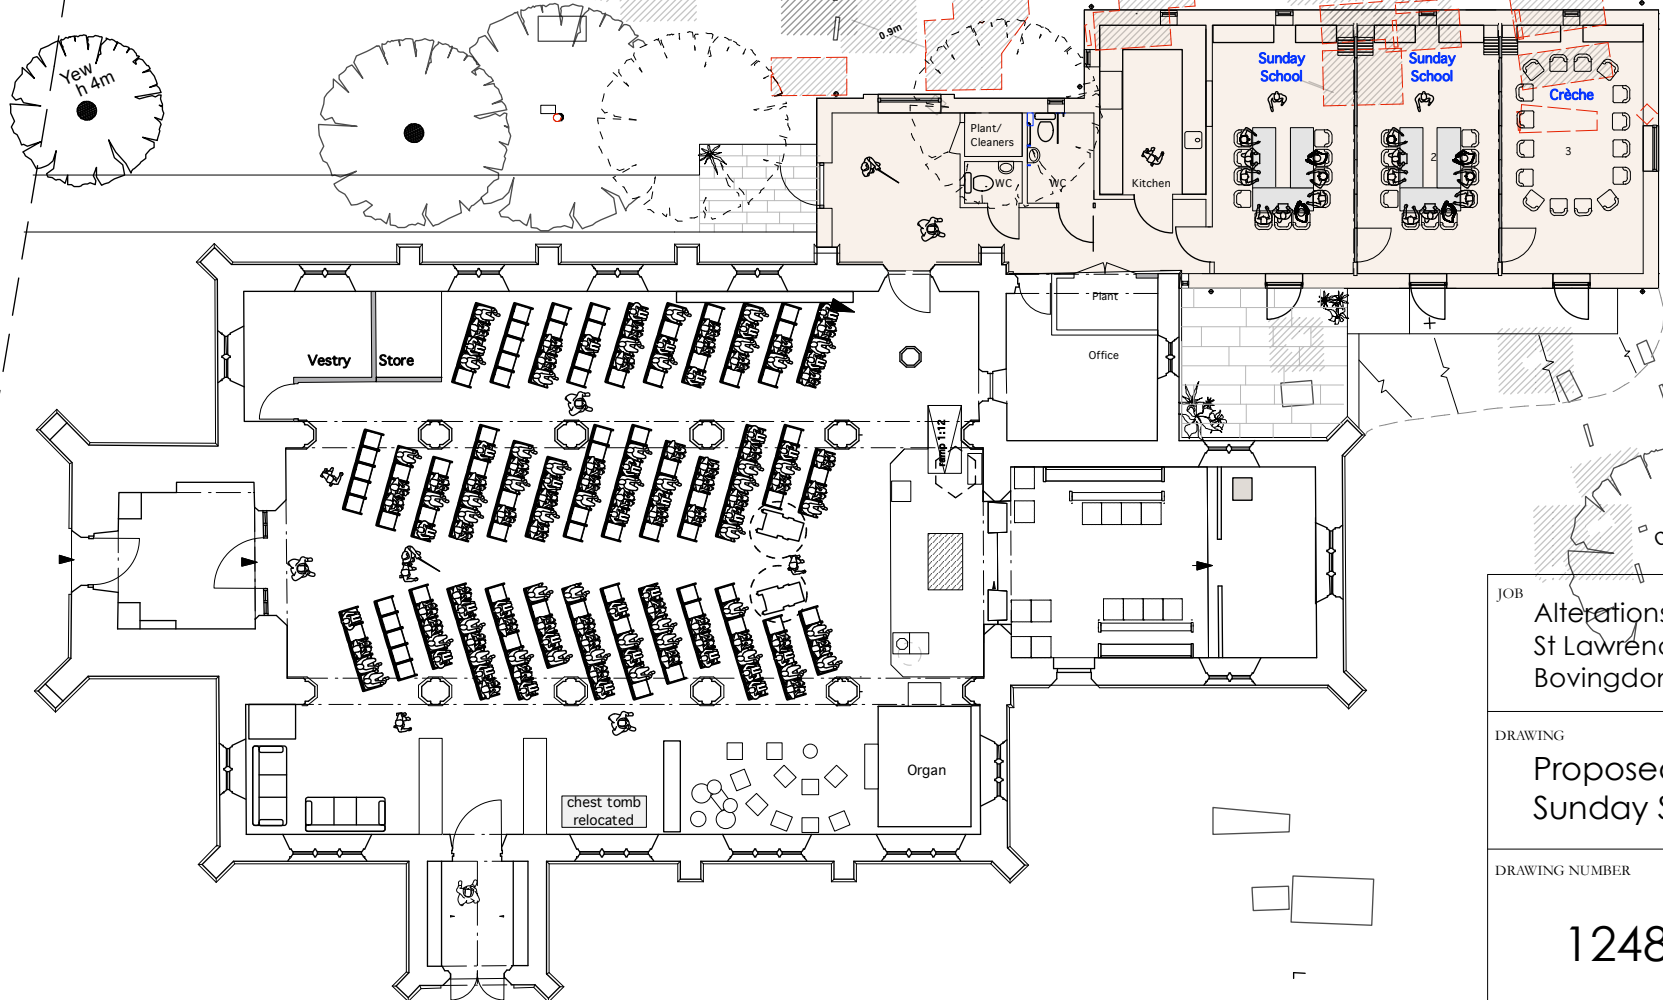 Yew
h 4m
0.9m
Sunday
School
Sunday
School
Crèche
Plant/
Cleaners
WC
WC
Kitchen
2
3
Plant
Office
Vestry
Store
ramp 1:12
Organ
chest tomb
relocated
JOB
Alterations
St Lawrenc
Bovingdon
DRAWING
Proposed
Sunday S
DRAWING NUMBER
1248